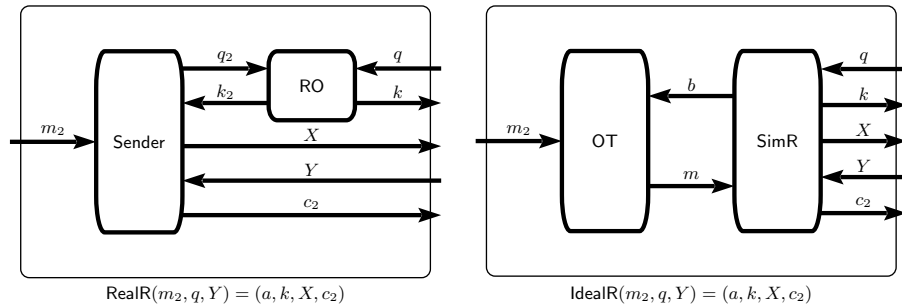 q₂
q
RO
k₂
k
m₂
Sender
X
Y
c₂
RealR(m₂, q, Y) = (a, k, X, c₂)
q
b
k
m₂
OT
SimR
X
Y
m
c₂
IdealR(m₂, q, Y) = (a, k, X, c₂)